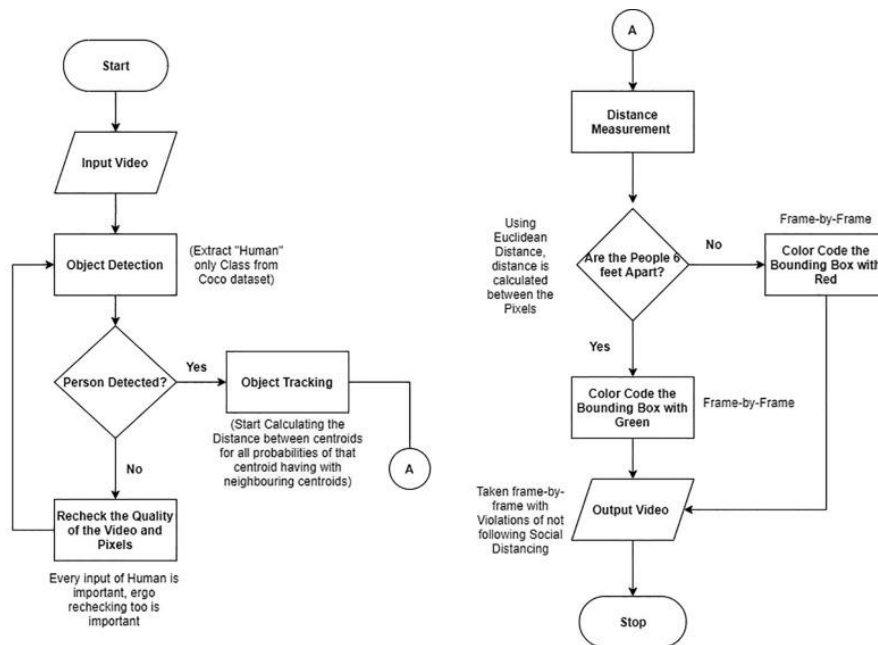 Start
Input Video
Object Detection
(Extract "Human"
only Class from
Coco dataset)
Person Detected?
Yes
Object Tracking
(Start Calculating the
Distance between centroids
for all probabilities of that
centroid having with
neighbouring centroids)
A
No
Recheck the Quality
of the Video and
Pixels
Every input of Human is
important, ergo
rechecking too is
important
A
Distance
Measurement
Using
Euclidean
Distance,
distance is
calculated
between the
Pixels
Are the People 6
feet Apart?
No
Frame-by-Frame
Color Code the
Bounding Box with
Red
Yes
Color Code the
Bounding Box with
Green
Frame-by-Frame
Taken frame-by-
frame with
Violations of not
following Social
Distancing
Output Video
Stop